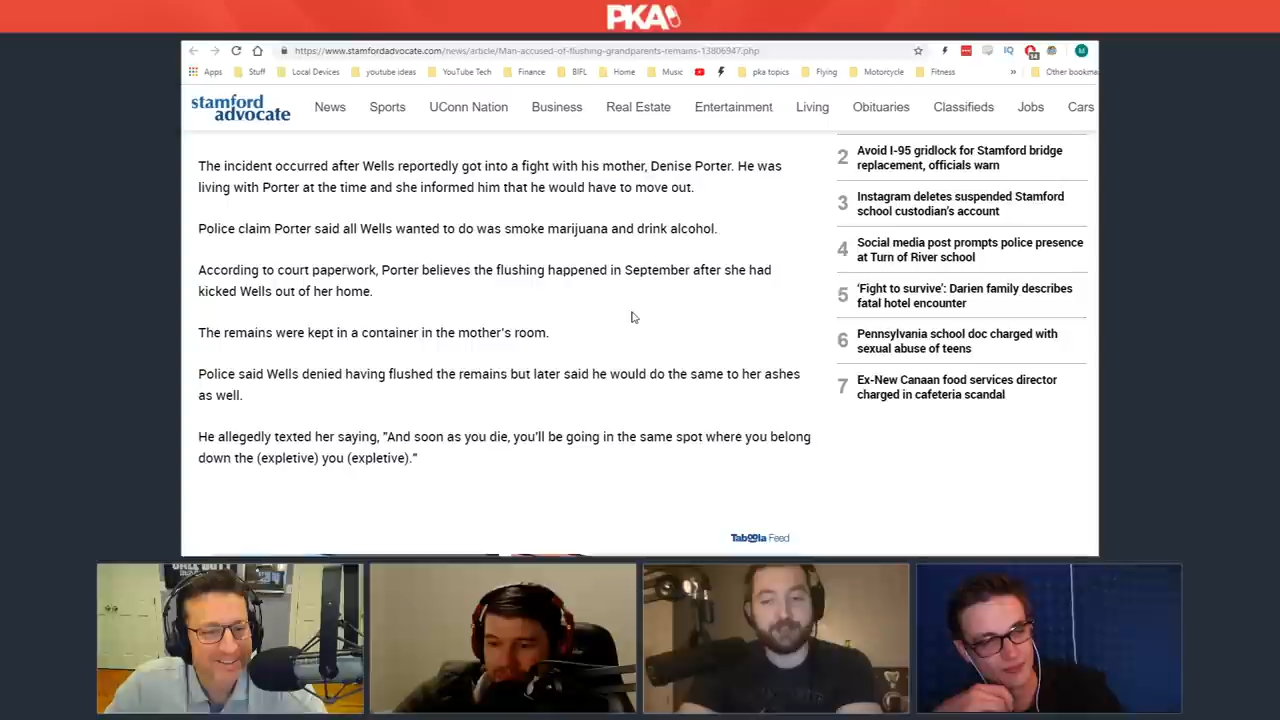 PKA
https://www.stamfordadvocate.com/news/article/Man-accused-of-flushing-grandparents-remains-13806947.php
Apps Stuff Local Devices youtube ideas YouTube Tech Finance BIFL Home Music pka topics Flying Motorcycle Fitness » Other bookma
stamford
advocate
News Sports UConn Nation Business Real Estate Entertainment Living Obituaries Classifieds Jobs Cars
The incident occurred after Wells reportedly got into a fight with his mother, Denise Porter. He was
living with Porter at the time and she informed him that he would have to move out.
Police claim Porter said all Wells wanted to do was smoke marijuana and drink alcohol.
According to court paperwork, Porter believes the flushing happened in September after she had
kicked Wells out of her home.
The remains were kept in a container in the mother's room.
Police said Wells denied having flushed the remains but later said he would do the same to her ashes
as well.
He allegedly texted her saying, "And soon as you die, you'll be going in the same spot where you belong
down the (expletive) you (expletive)."
2 Avoid I-95 gridlock for Stamford bridge
replacement, officials warn
3 Instagram deletes suspended Stamford
school custodian's account
4 Social media post prompts police presence
at Turn of River school
5 'Fight to survive': Darien family describes
fatal hotel encounter
6 Pennsylvania school doc charged with
sexual abuse of teens
7 Ex-New Canaan food services director
charged in cafeteria scandal
Taboola Feed